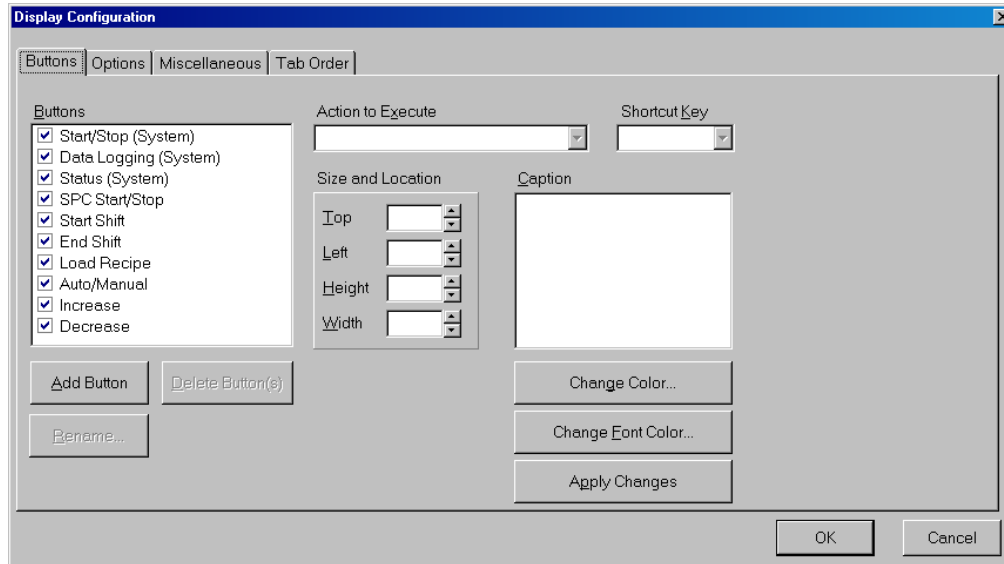 Display Configuration
Buttons Options Miscellaneous Tab Order
Buttons
Start/Stop (System)
Data Logging (System)
Status (System)
SPC Start/Stop
Start Shift
End Shift
Load Recipe
Auto/Manual
Increase
Decrease
Add Button
Delete Button(s)
Rename...
Action to Execute
Shortcut Key
Size and Location
Top
Left
Height
Width
Caption
Change Color...
Change Font Color...
Apply Changes
OK
Cancel